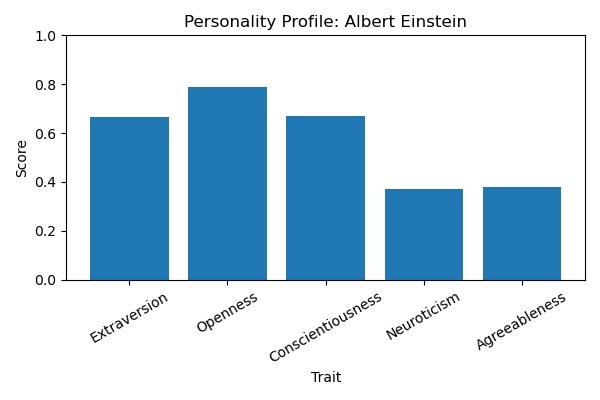 Personality Profile: Albert Einstein
1.0
0.8
0.6
0.4
0.2
0.0
Score
Extraversion
Openness
Conscientiousness
Neuroticism
Agreeableness
Trait